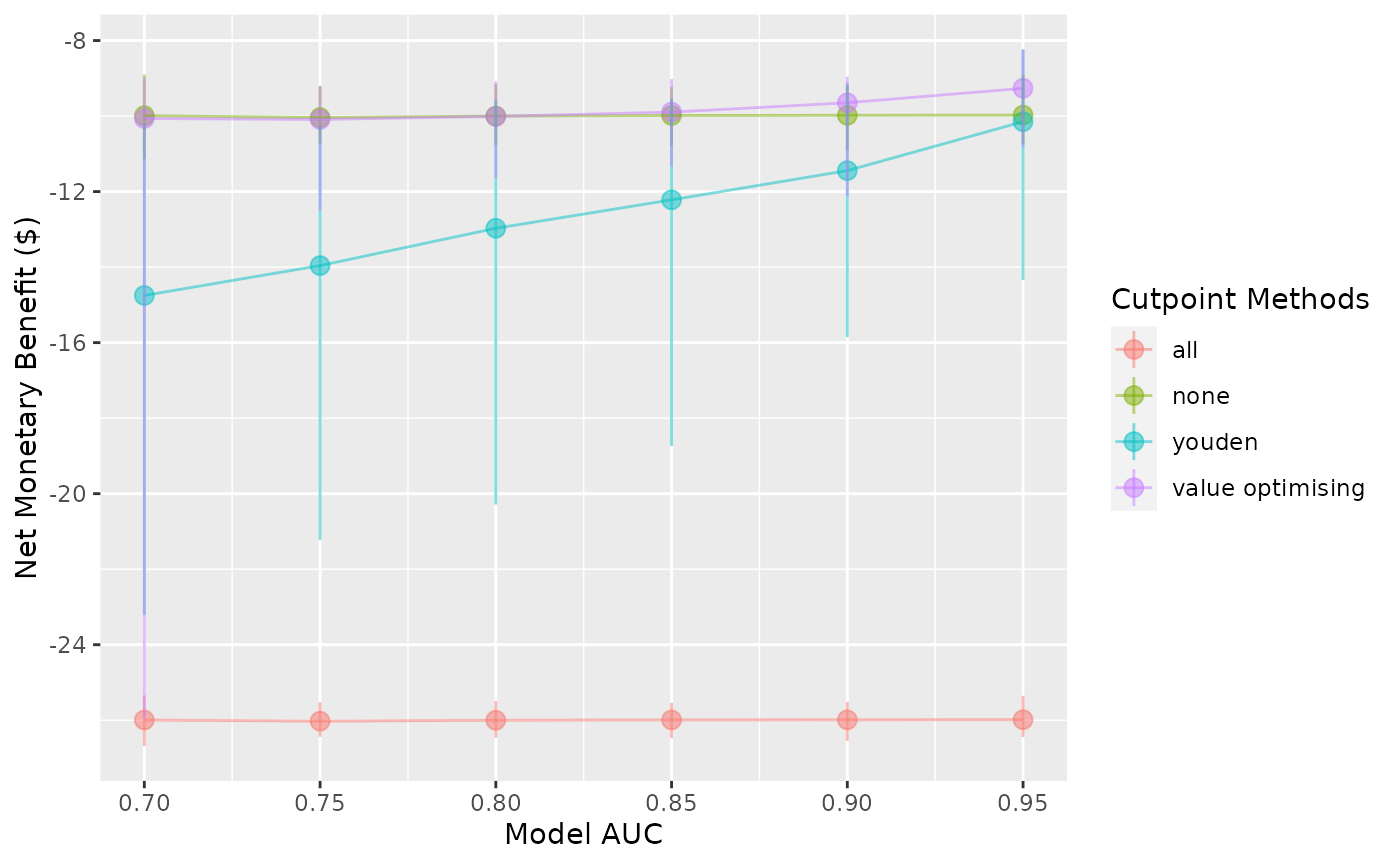 Net Monetary Benefit ($)
-8
-12
-16
-20
-24
0.70 0.75 0.80 0.85 0.90 0.95
Model AUC
Cutpoint Methods
all
none
youden
value optimising